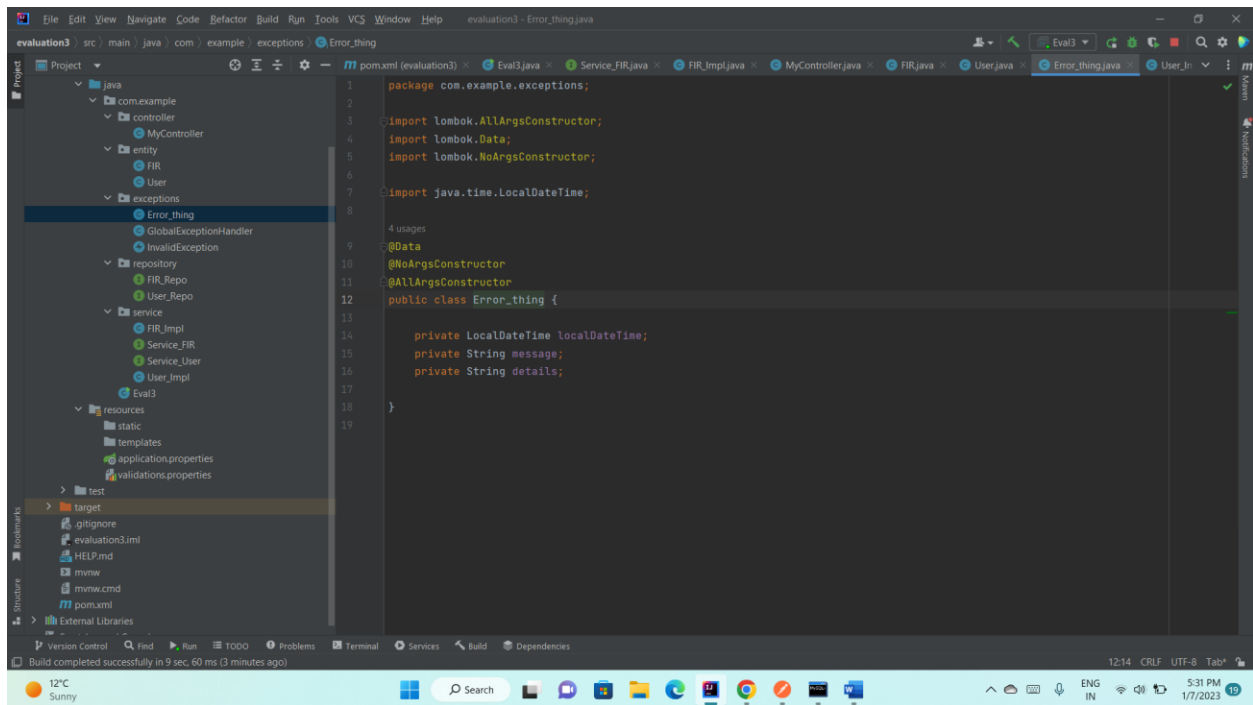 File Edit View Navigate Code Refactor Build Run Tools VCS Window Help evaluation3 - Error_thing.java
evaluation3 src main java com example exceptions Error_thing Eval3
Project pom.xml (evaluation3) Eval3.java Service_FIR.java FIR_Impl.java MyController.java FIR.java User.java Error_thing.java User_In
Project
Bookmarks
Structure
java
com.example
controller
MyController
entity
FIR
User
exceptions
Error_thing
GlobalExceptionHandler
InvalidException
repository
FIR_Repo
User_Repo
service
FIR_Impl
Service_FIR
Service_User
User_Impl
Eval3
resources
static
templates
application.properties
validations.properties
test
target
.gitignore
evaluation3.iml
HELP.md
mvnw
mvnw.cmd
pom.xml
External Libraries
1 package com.example.exceptions;
2
3 import lombok.AllArgsConstructor;
4 import lombok.Data;
5 import lombok.NoArgsConstructor;
6
7 import java.time.LocalDateTime;
8
4 usages
9 @Data
10 @NoArgsConstructor
11 @AllArgsConstructor
12 public class Error_thing {
13
14 private LocalDateTime localDateTime;
15 private String message;
16 private String details;
17
18 }
19
Maven
Notifications
Version Control Find Run TODO Problems Terminal Services Build Dependencies
Build completed successfully in 9 sec, 60 ms (3 minutes ago) 12:14 CRLF UTF-8 Tab*
12°C
Sunny
Search
ENG
IN
5:31 PM
1/7/2023
19